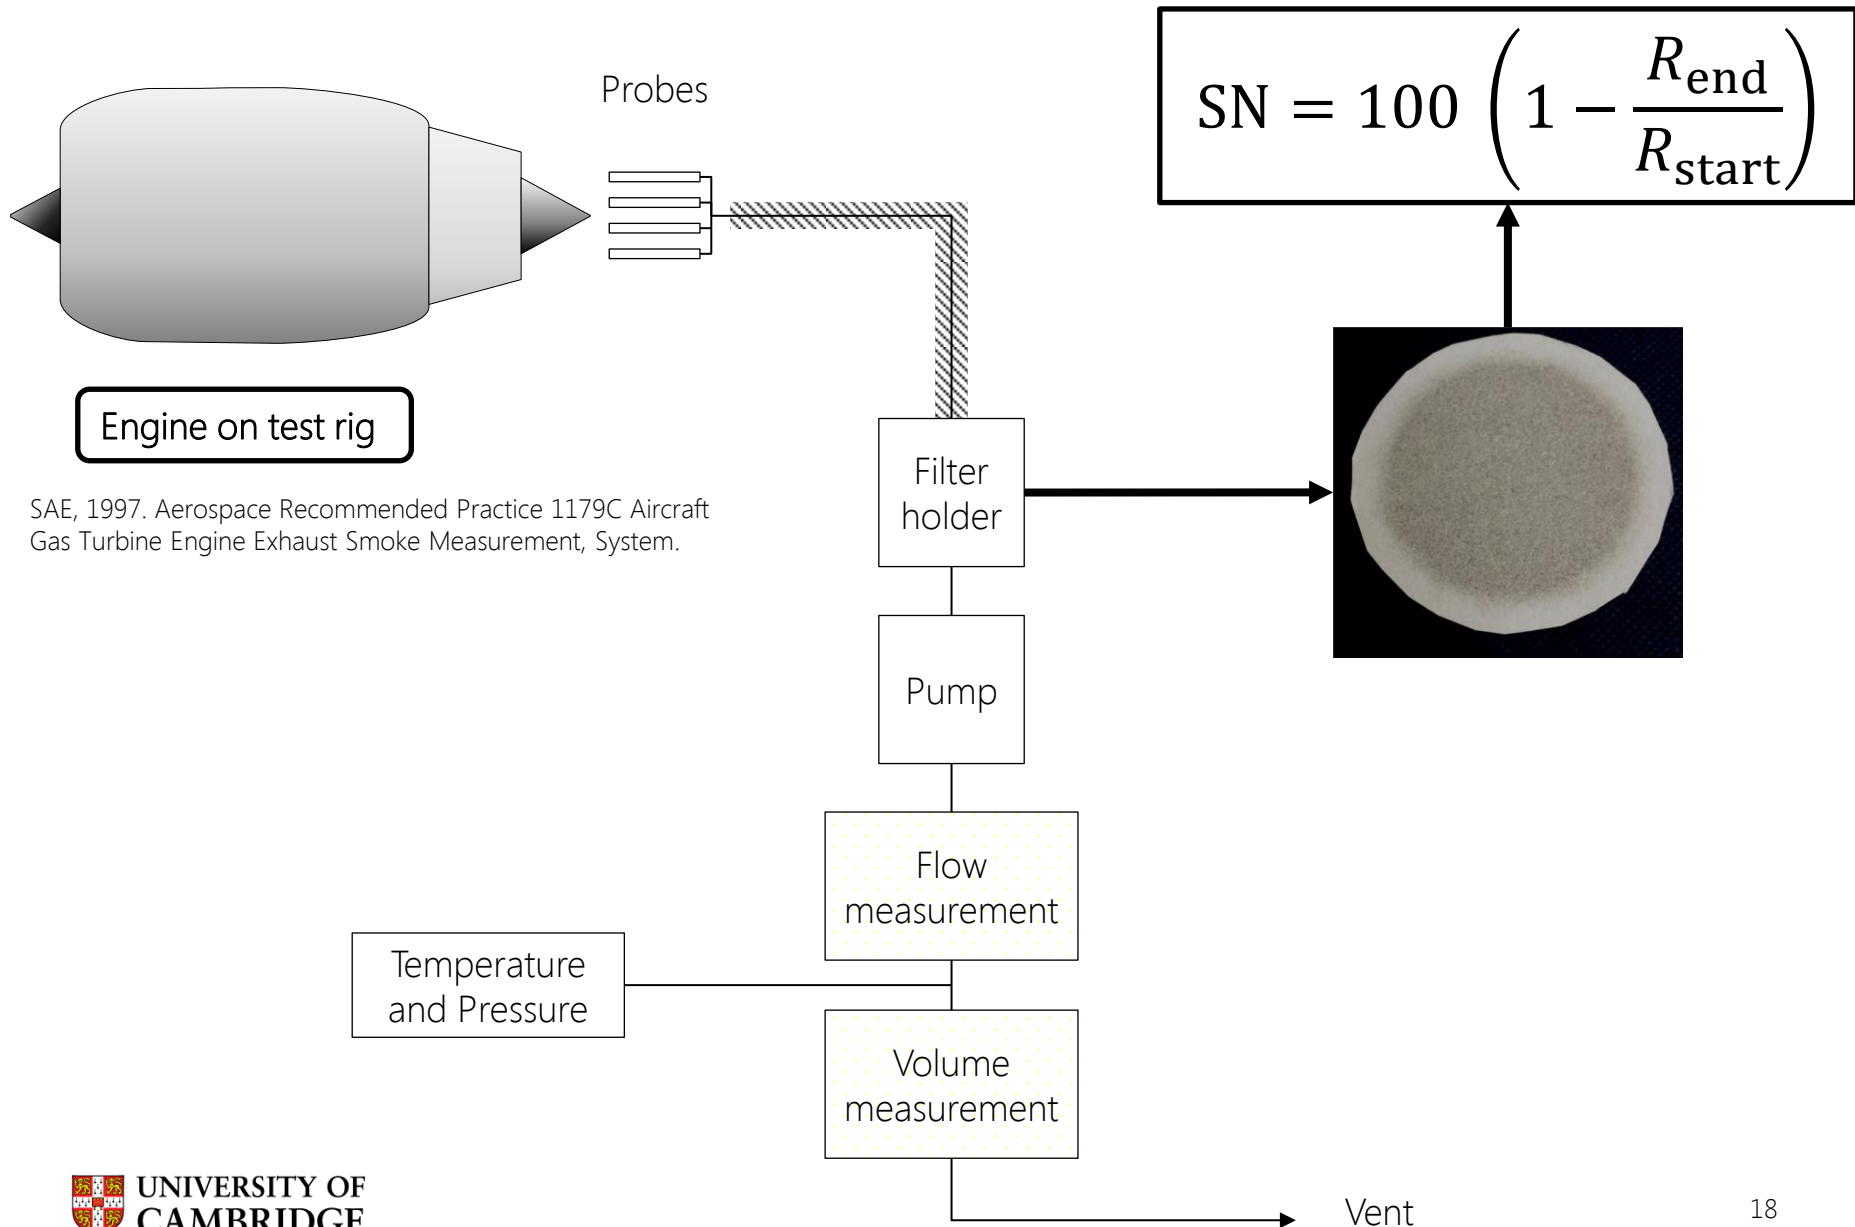 Probes
SN = 100 (1 − R_end / R_start)
Engine on test rig
SAE, 1997. Aerospace Recommended Practice 1179C Aircraft
Gas Turbine Engine Exhaust Smoke Measurement, System.
Filter
holder
Pump
Flow
measurement
Temperature
and Pressure
Volume
measurement
Vent
UNIVERSITY OF
CAMBRIDGE
18